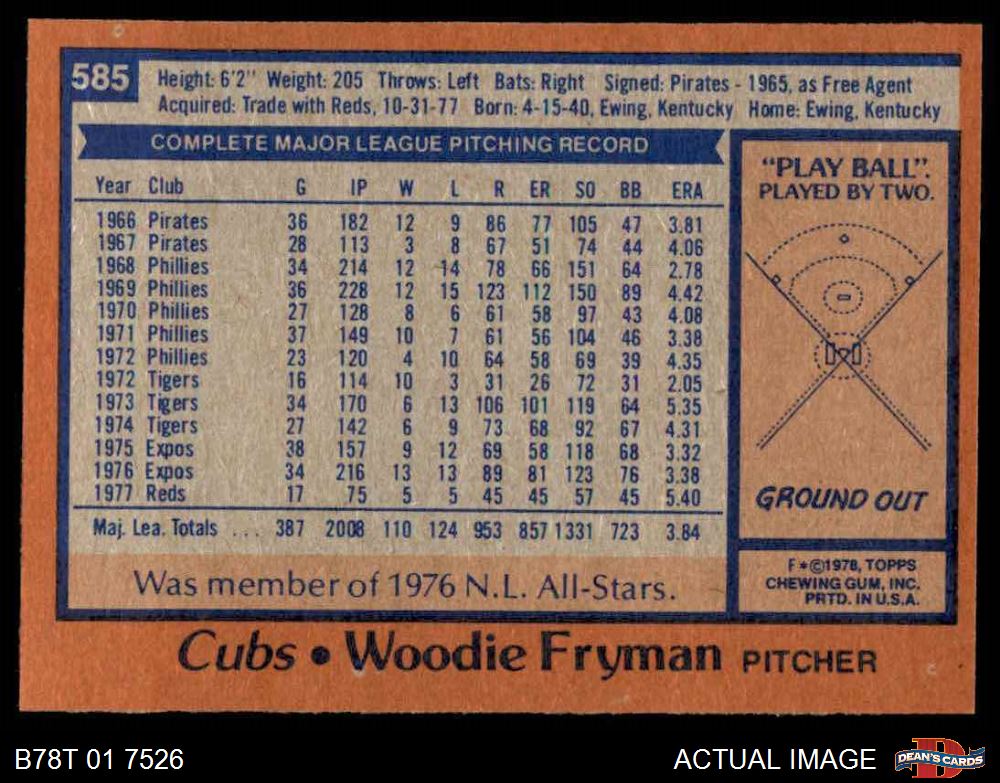 585
Height: 6'2" Weight: 205 Throws: Left Bats: Right Signed: Pirates - 1965, as Free Agent
Acquired: Trade with Reds, 10-31-77 Born: 4-15-40, Ewing, Kentucky Home: Ewing, Kentucky
COMPLETE MAJOR LEAGUE PITCHING RECORD
Year Club G IP W L R ER SO BB ERA
1966 Pirates 36 182 12 9 86 77 105 47 3.81
1967 Pirates 28 113 3 8 67 51 74 44 4.06
1968 Phillies 34 214 12 14 78 66 151 64 2.78
1969 Phillies 36 228 12 15 123 112 150 89 4.42
1970 Phillies 27 128 8 6 61 58 97 43 4.08
1971 Phillies 37 149 10 7 61 56 104 46 3.38
1972 Phillies 23 120 4 10 64 58 69 39 4.35
1972 Tigers 16 114 10 3 31 26 72 31 2.05
1973 Tigers 34 170 6 13 106 101 119 64 5.35
1974 Tigers 27 142 6 9 73 68 92 67 4.31
1975 Expos 38 157 9 12 69 58 118 68 3.32
1976 Expos 34 216 13 13 89 81 123 76 3.38
1977 Reds 17 75 5 5 45 45 57 45 5.40
Maj. Lea. Totals ... 387 2008 110 124 953 857 1331 723 3.84
Was member of 1976 N.L. All-Stars.
"PLAY BALL".
PLAYED BY TWO.
GROUND OUT
F*©1978, TOPPS
CHEWING GUM, INC.
PRTD. IN U.S.A.
Cubs • Woodie Fryman PITCHER
B78T 01 7526
ACTUAL IMAGE
D
DEAN'S CARDS